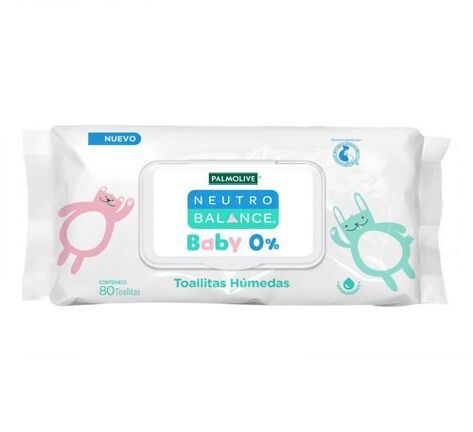 NUEVO
PALMOLIVE
NEUTRO
BALANCE
Baby 0%
Toallitas Húmedas
CONTENIDO
80 Toallitas